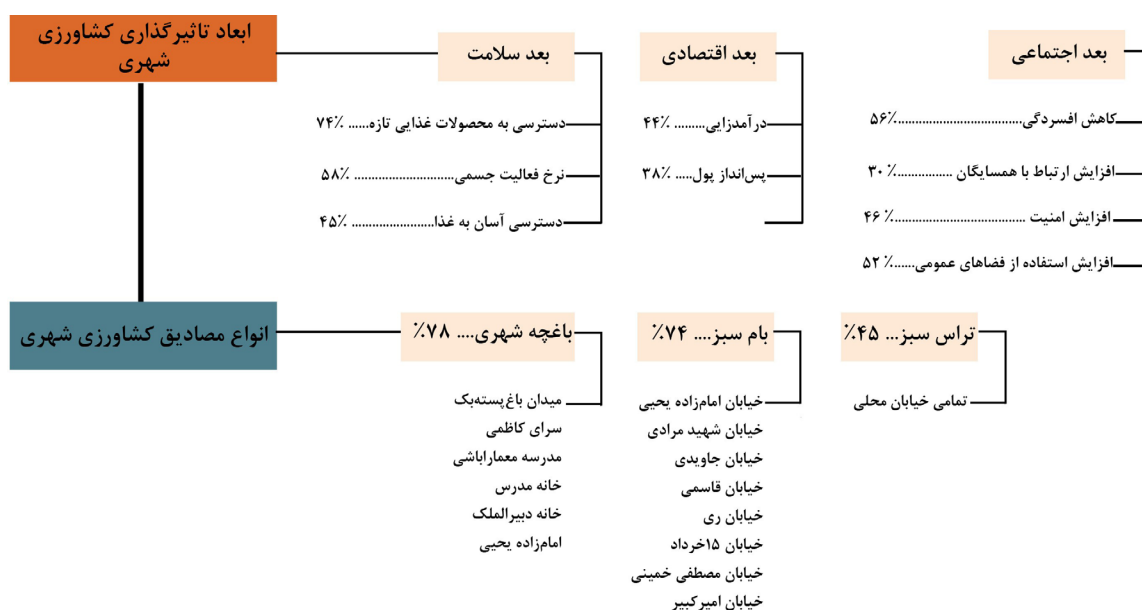 ابعاد تاثیرگذاری کشاورزی
شهری
بعد سلامت
دسترسی به محصولات غذایی تازه...... ۷۴٪
نرخ فعالیت جسمی............................ ۵۸٪
دسترسی آسان به غذا....................... ۴۵٪
بعد اقتصادی
درآمدزایی......... ۴۴٪
پس‌انداز پول..... ۳۸٪
بعد اجتماعی
کاهش افسردگی...................................۵۶٪
افزایش ارتباط با همسایگان ...............۳۰٪
افزایش امنیت .....................................۴۶٪
افزایش استفاده از فضاهای عمومی......۵۲٪
انواع مصادیق کشاورزی شهری
باغچه شهری.... ۷۸٪
میدان باغ‌پسته‌بک
سرای کاظمی
مدرسه معمارباشی
خانه مدرس
خانه دبیرالملک
امام‌زاده یحیی
بام سبز.... ۷۴٪
خیابان امام‌زاده یحیی
خیابان شهید مرادی
خیابان جاویدی
خیابان قاسمی
خیابان ری
خیابان ۱۵خرداد
خیابان مصطفی خمینی
خیابان امیرکبیر
تراس سبز... ۴۵٪
تمامی خیابان محلی